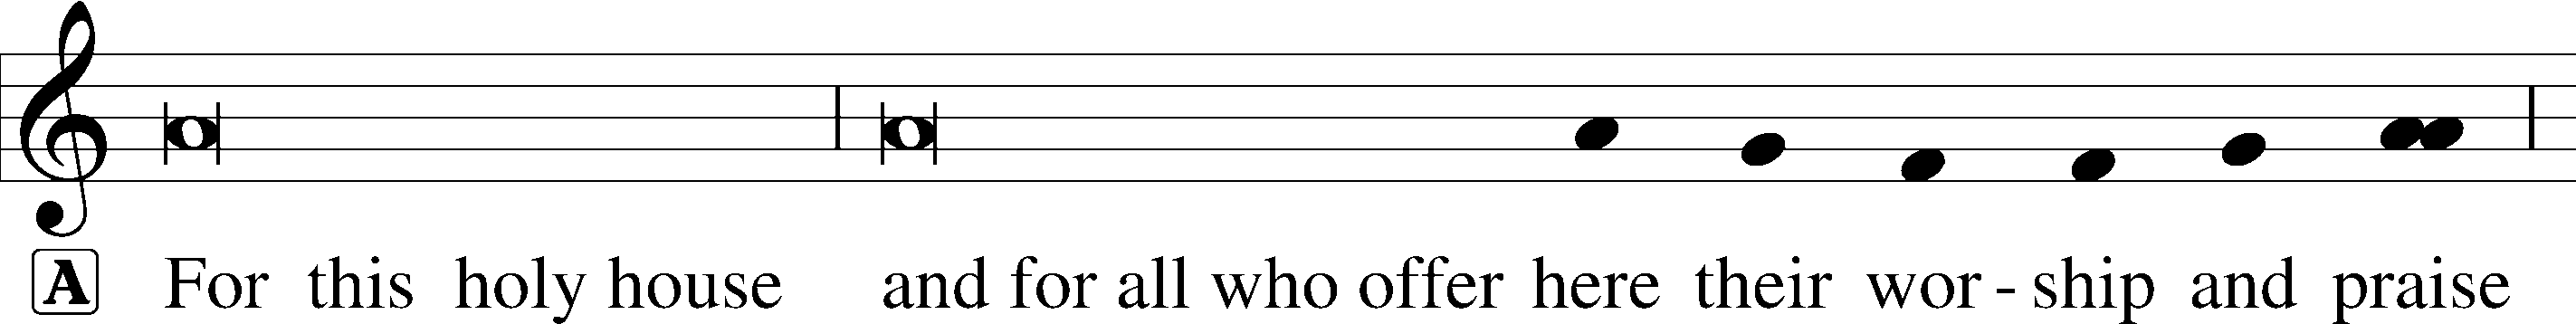 A For this holy house and for all who offer here their wor - ship and praise